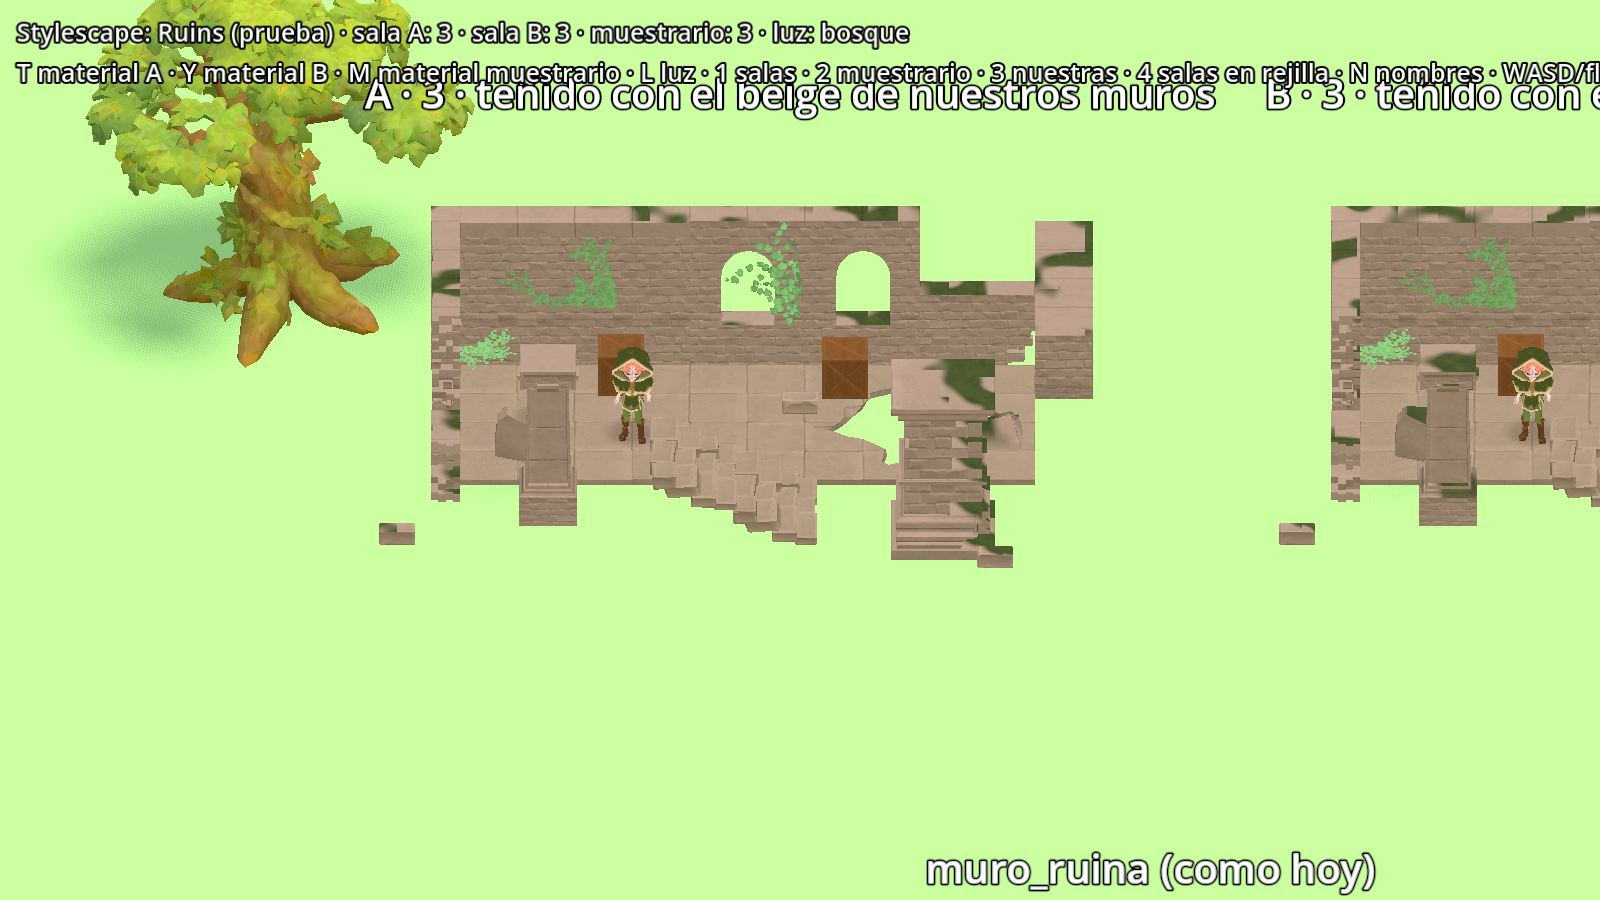 Stylescape: Ruins (prueba) · sala A: 3 · sala B: 3 · muestrario: 3 · luz: bosque
T material A · Y material B · M material muestrario · L luz · 1 salas · 2 muestrario · 3 nuestras · 4 salas en rejilla · N nombres · WASD/fl
A · 3 · teñido con el beige de nuestros muros
B · 3 · teñido con e
muro_ruina (como hoy)